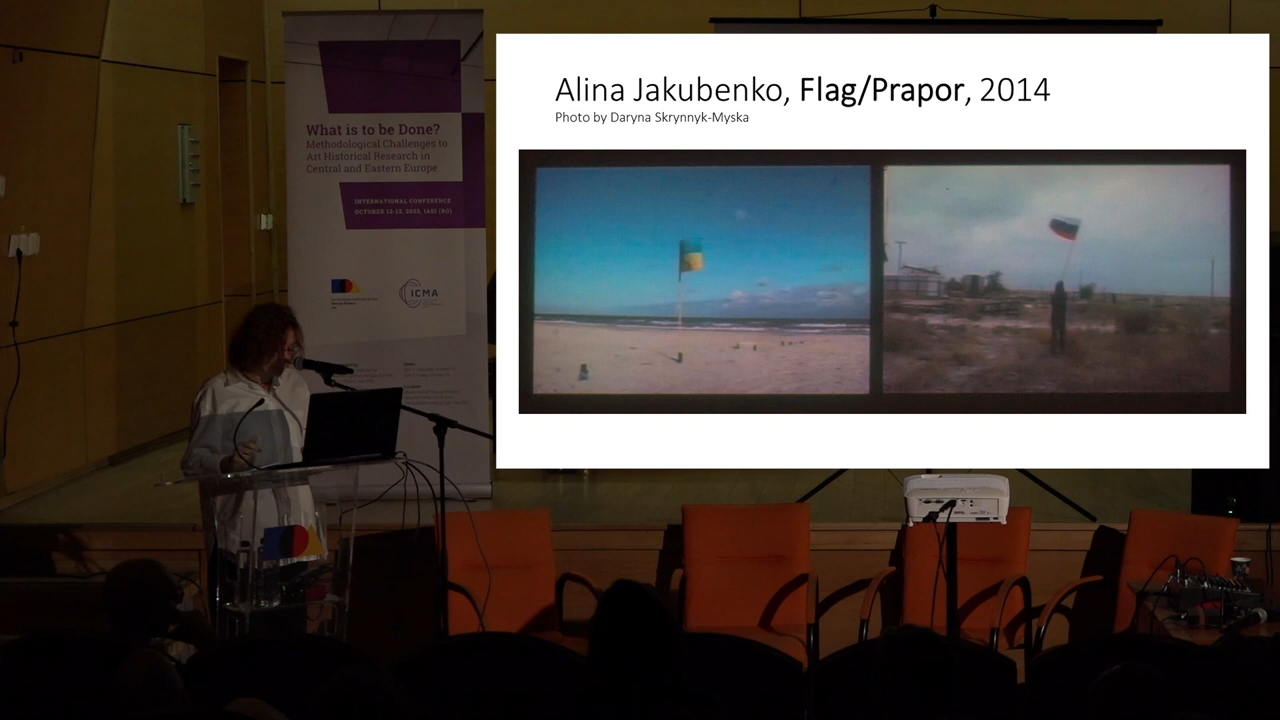 What is to be Done?
Methodological Challenges to
Art Historical Research in
Central and Eastern Europe
INTERNATIONAL CONFERENCE
ICMA
Alina Jakubenko, Flag/Prapor, 2014
Photo by Daryna Skrynnyk-Myska